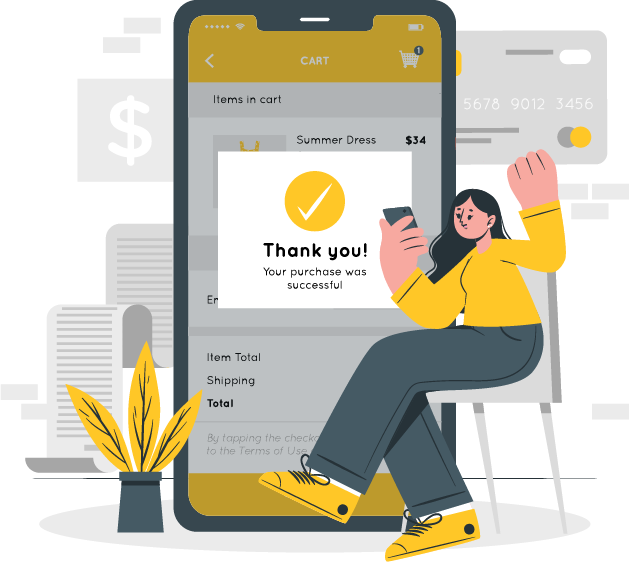 CART
1
Items in cart
Summer Dress $34
5678 9012 3456
$
Thank you!
Your purchase was
successful
Item Total
Shipping
Total
By tapping the
to the Terms of Use